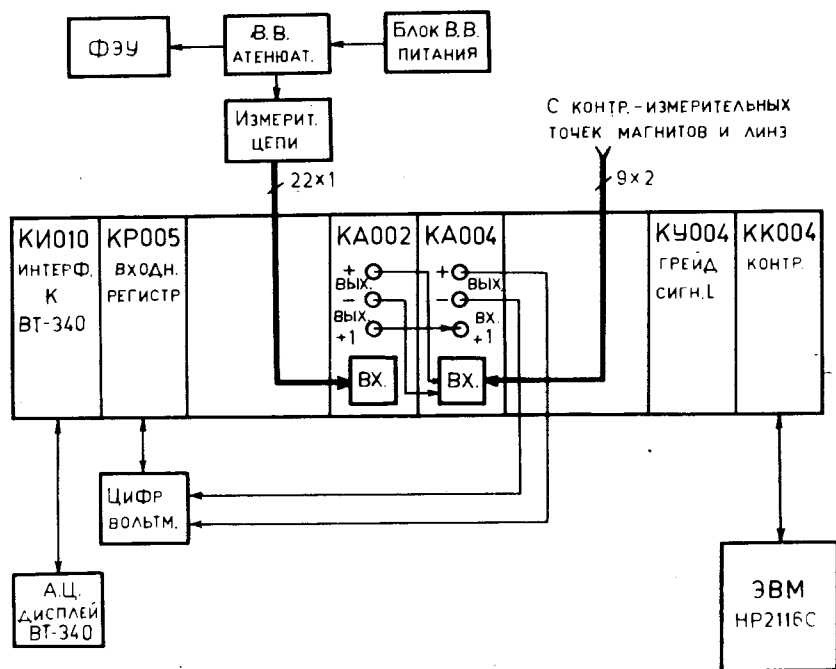 ФЭУ
В.В.
АТЕНЮАТ.
БЛОК В.В.
ПИТАНИЯ
ИЗМЕРИТ.
ЦЕПИ
С КОНТР.-ИЗМЕРИТЕЛЬНЫХ
ТОЧЕК МАГНИТОВ И ЛИНЗ
22×1
9×2
КИ010
ИНТЕРФ.
К
ВТ-340
КР005
ВХОДН.
РЕГИСТР
КА002
+
ВЫХ.
-
ВЫХ.
+1
ВХ.
КА004
+
ВЫХ.
-
ВХ.
+1
ВХ.
КУ004
ГРЕЙД
СИГН.L
КК004
КОНТР.
ЦИФР
ВОЛЬТМ.
А.Ц.
ДИСПЛЕЙ
ВТ-340
ЭВМ
HP2116C